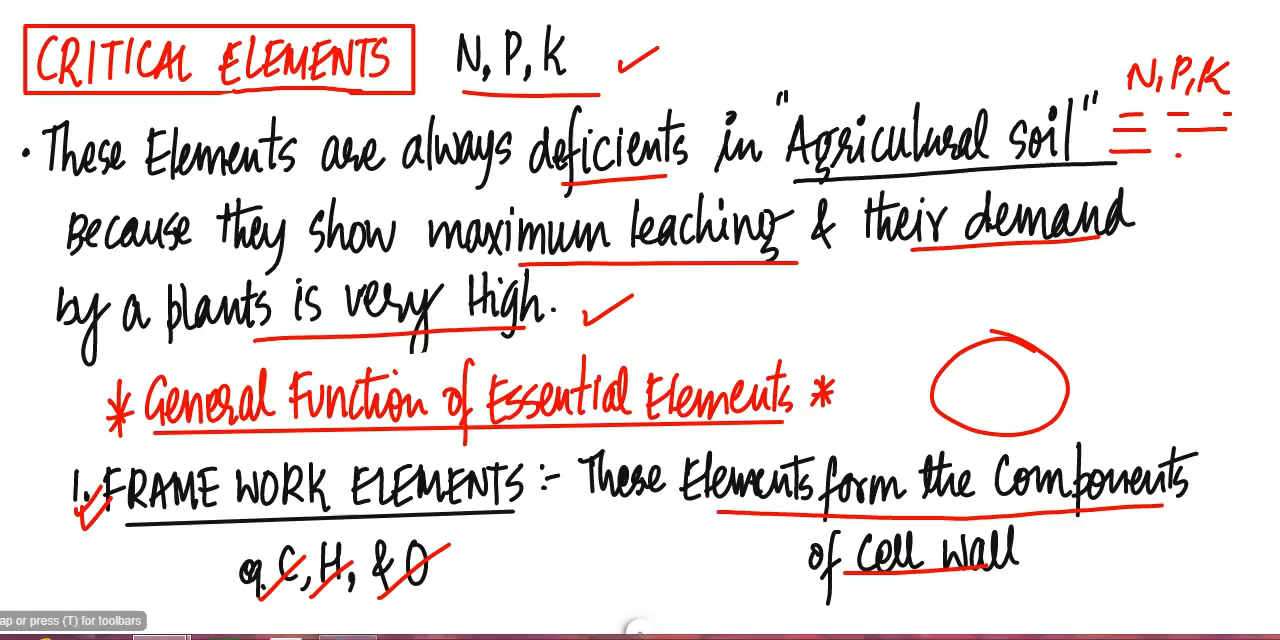 CRITICAL ELEMENTS N, P, K
N, P, K
• These Elements are always deficients in "Agricultural soil"
Because they show maximum leaching & their demand
by a plants is very High.
* General Function of Essential Elements *
1. FRAME WORK ELEMENTS :- These Elements form the Components
of cell wall
eg. C, H, & O
ap or press (T) for toolbars